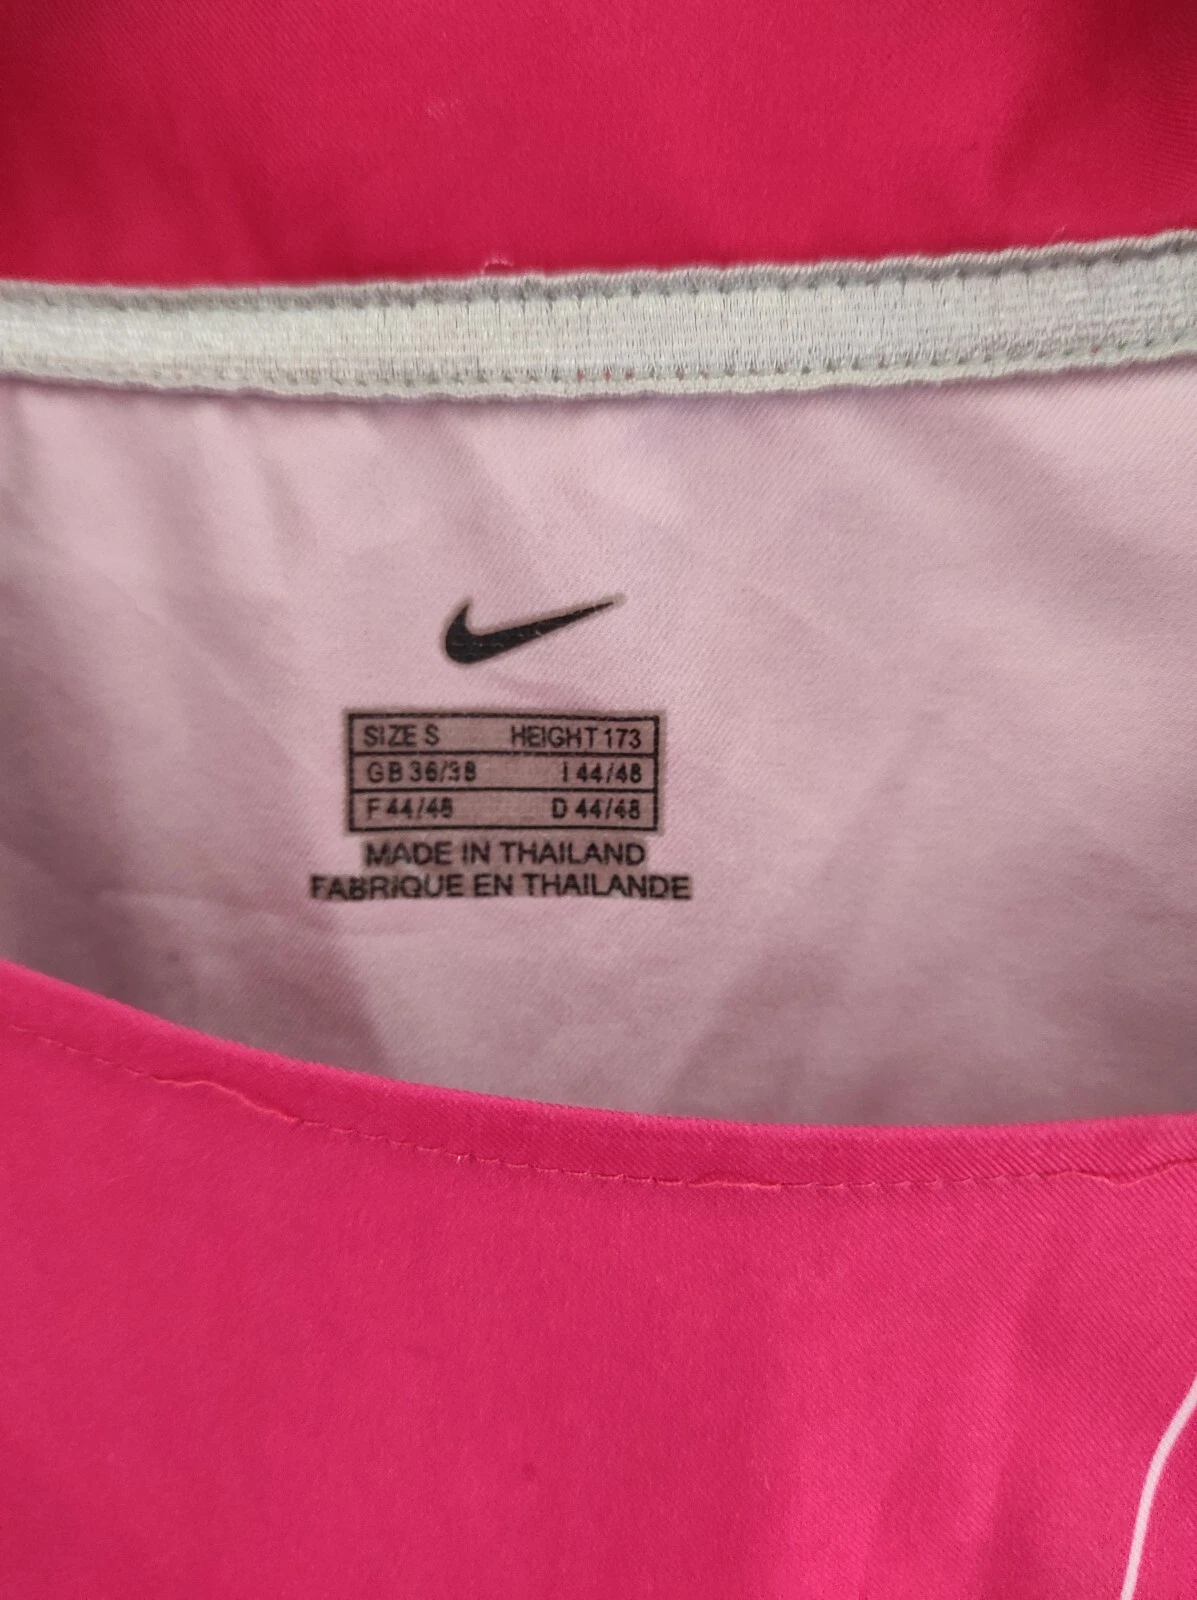 SIZE S HEIGHT 173
GB 36/38 I 44/48
F 44/48 D 44/48
MADE IN THAILAND
FABRIQUE EN THAILANDE